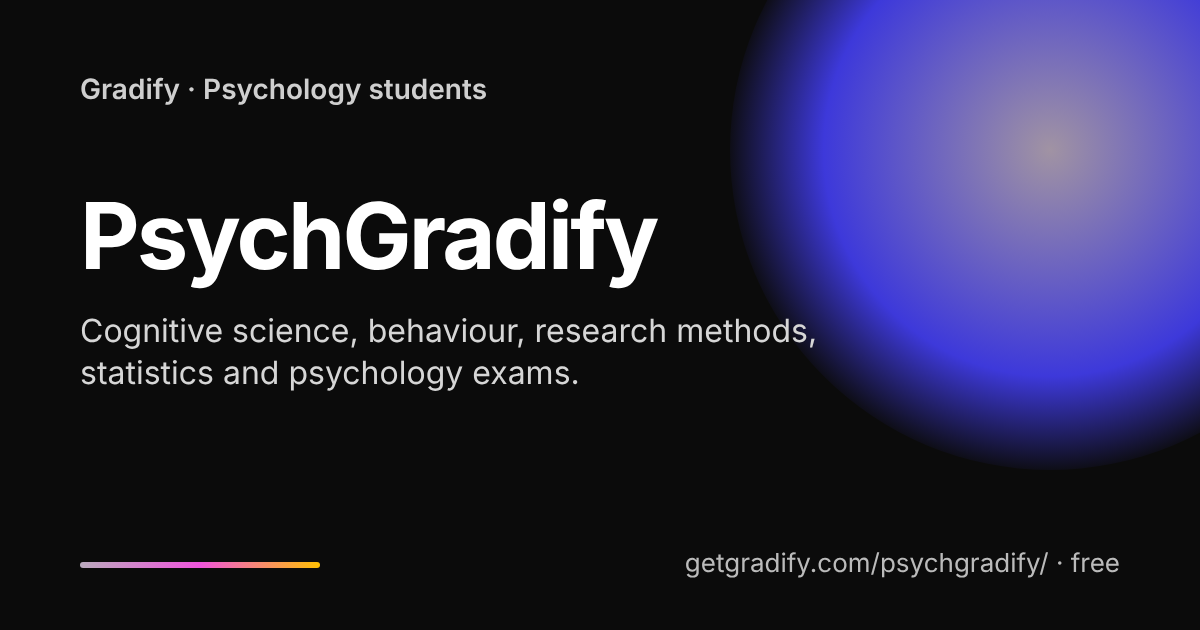 Gradify · Psychology students
PsychGradify
Cognitive science, behaviour, research methods,
statistics and psychology exams.
getgradify.com/psychgradify/ · free